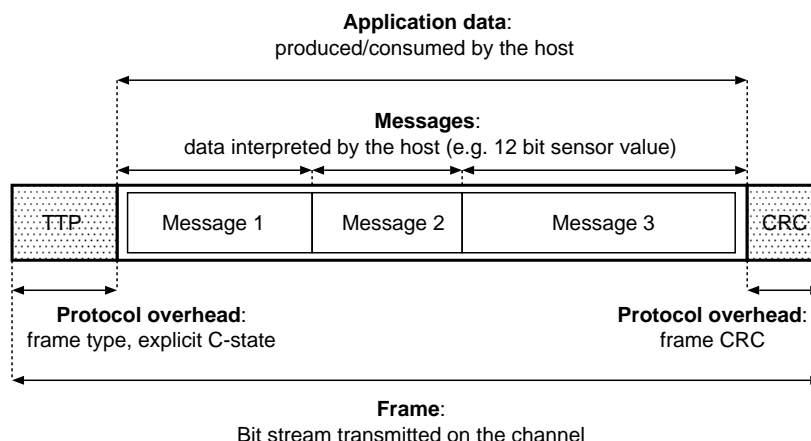 Application data:
produced/consumed by the host
Messages:
data interpreted by the host (e.g. 12 bit sensor value)
TTP Message 1 Message 2 Message 3 CRC
Protocol overhead: Protocol overhead:
frame type, explicit C-state frame CRC
Frame:
Bit stream transmitted on the channel